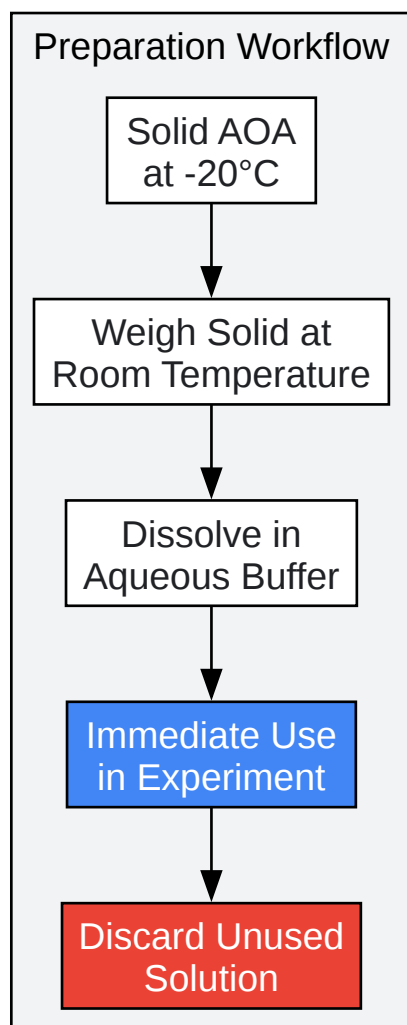 Preparation Workflow
Solid AOA
at -20°C
Weigh Solid at
Room Temperature
Dissolve in
Aqueous Buffer
Immediate Use
in Experiment
Discard Unused
Solution